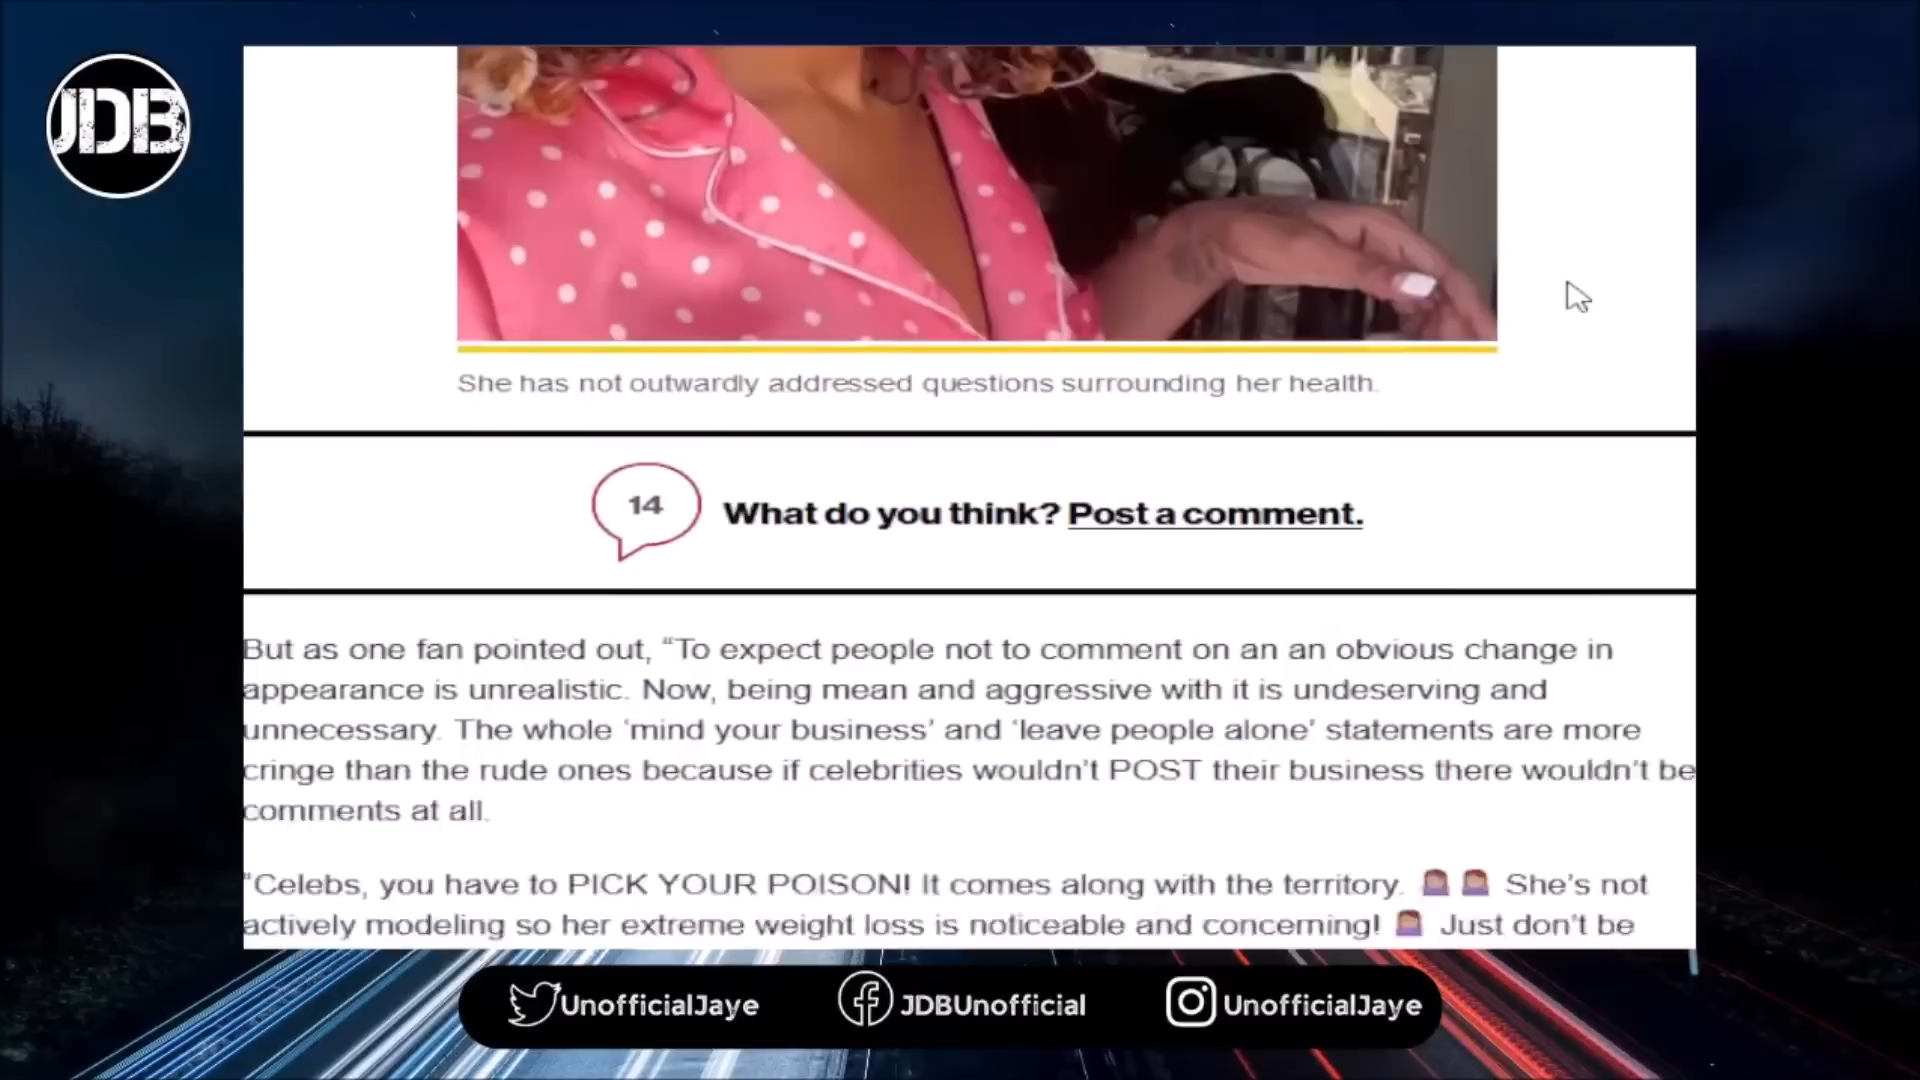 JDB
She has not outwardly addressed questions surrounding her health.
14
What do you think? Post a comment.
But as one fan pointed out, “To expect people not to comment on an an obvious change in
appearance is unrealistic. Now, being mean and aggressive with it is undeserving and
unnecessary. The whole ‘mind your business’ and ‘leave people alone’ statements are more
cringe than the rude ones because if celebrities wouldn’t POST their business there wouldn’t be
comments at all.
“Celebs, you have to PICK YOUR POISON! It comes along with the territory. 🤦🏽‍♀️ 🤦🏽‍♀️ She’s not
actively modeling so her extreme weight loss is noticeable and concerning! 🤦🏽‍♀️ Just don’t be
UnofficialJaye JDBUnofficial UnofficialJaye